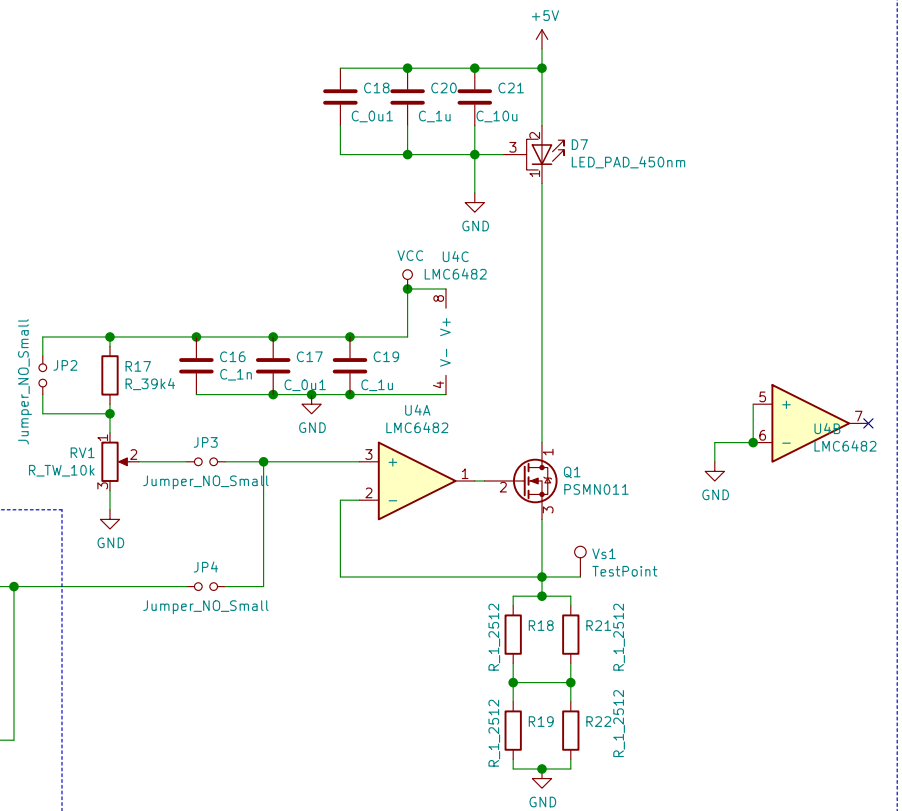 +5V
C18
C_0u1
C20
C_1u
C21
C_10u
2
3
1
D7
LED_PAD_450nm
GND
VCC
U4C
LMC6482
8
V+
V-
4
Jumper_NO_Small
JP2
R17
R_39k4
C16
C_1n
C17
C_0u1
C19
C_1u
GND
U4A
LMC6482
RV1
R_TW_10k
1
2
3
JP3
Jumper_NO_Small
3
+
2
−
1
2
1
3
Q1
PSMN011
5
+
6
−
7
U4B
LMC6482
GND
GND
JP4
Jumper_NO_Small
Vs1
TestPoint
R18
R_1_2512
R21
R_1_2512
R19
R_1_2512
R22
R_1_2512
GND